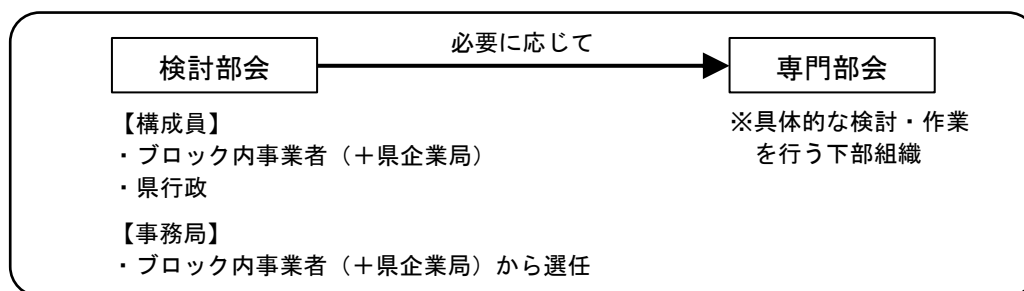 必要に応じて
検討部会
専門部会
【構成員】
・ブロック内事業者（＋県企業局）
・県行政
※具体的な検討・作業
を行う下部組織
【事務局】
・ブロック内事業者（＋県企業局）から選任